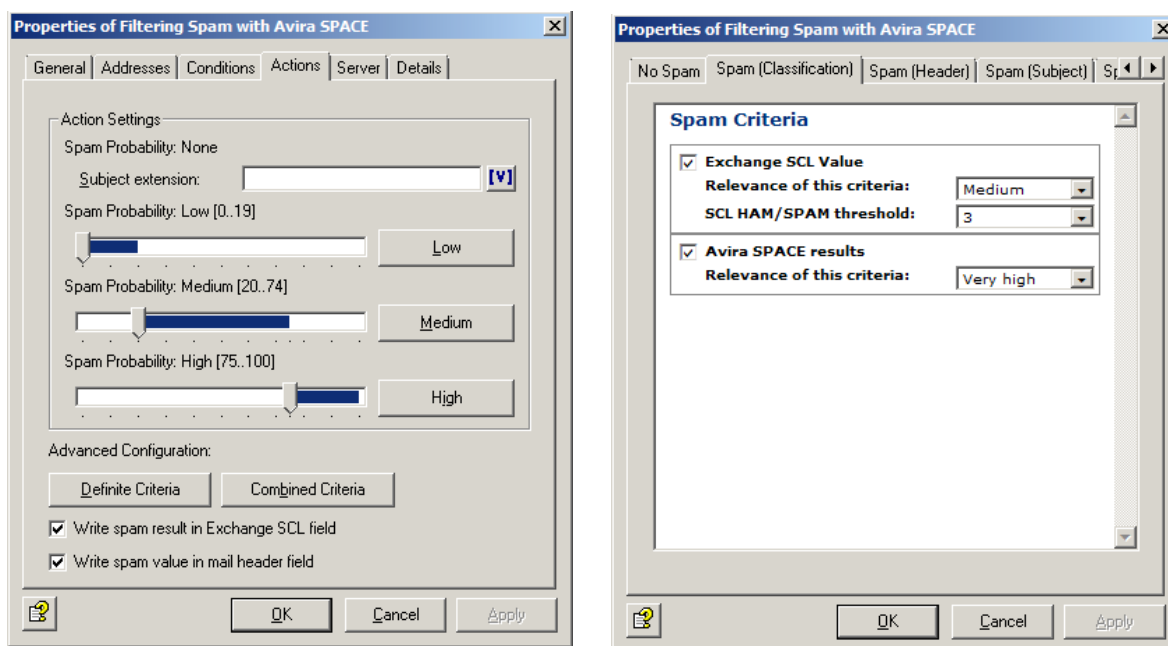 Properties of Filtering Spam with Avira SPACE
General Addresses Conditions Actions Server Details
Action Settings
Spam Probability: None
Subject extension: [V]
Spam Probability: Low [0..19]
Low
Spam Probability: Medium [20..74]
Medium
Spam Probability: High [75..100]
High
Advanced Configuration:
Definite Criteria Combined Criteria
Write spam result in Exchange SCL field
Write spam value in mail header field
OK Cancel Apply
Properties of Filtering Spam with Avira SPACE
No Spam Spam (Classification) Spam (Header) Spam (Subject)
Spam Criteria
Exchange SCL Value
Relevance of this criteria: Medium
SCL HAM/SPAM threshold: 3
Avira SPACE results
Relevance of this criteria: Very high
OK Cancel Apply